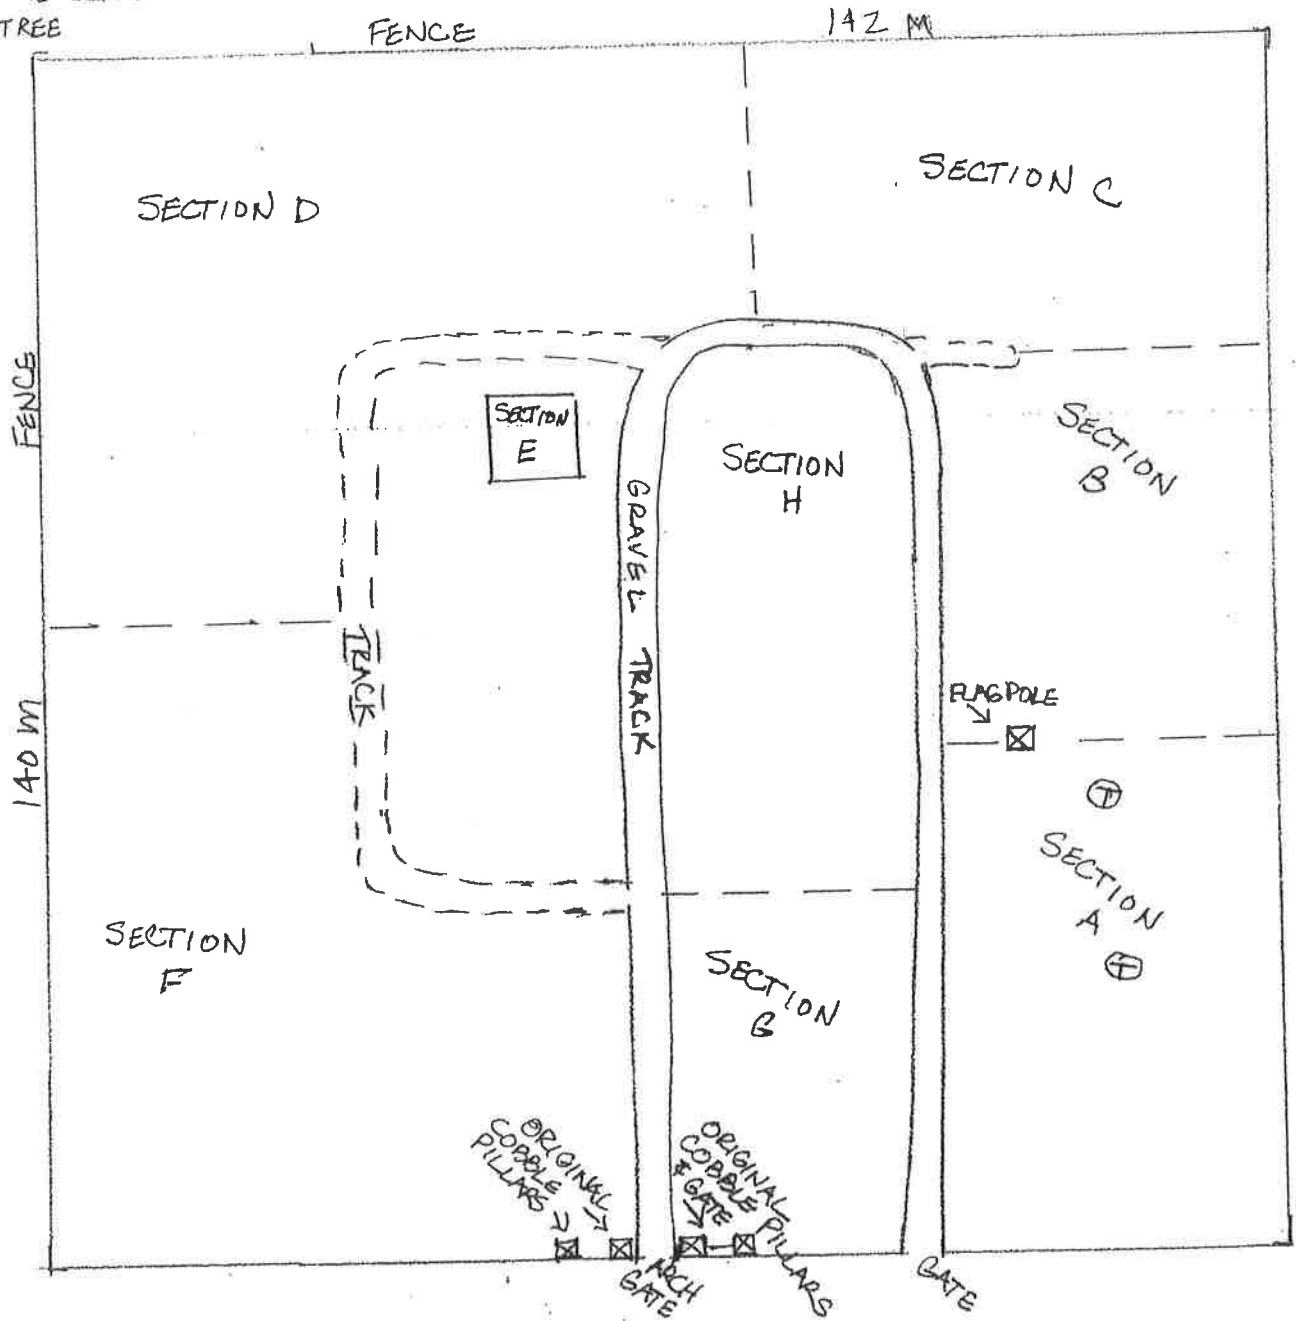 TREE
FENCE
142 M
SECTION D
SECTION C
FENCE
SECTION
E
SECTION
H
SECTION
B
GRAVEL TRACK
TRACK
FLAGPOLE
140 M
T
SECTION
A
T
SECTION
F
SECTION
G
ORIGINAL
COBBLE
PILLARS
ORIGINAL
COBBLE PILLARS
& GATE
ARCH
GATE
GATE